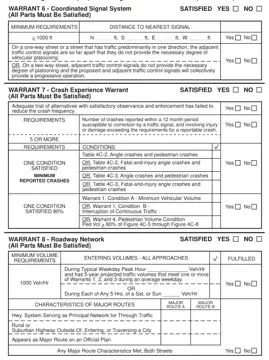 WARRANT 6 - Coordinated Signal System SATISFIED YES ☐ NO ☐
(All Parts Must Be Satisfied)
MINIMUM REQUIREMENTS DISTANCE TO NEAREST SIGNAL
≥ 1000 ft N ft, S ft, E ft, W ft Yes ☐ No ☐
On a one-way street or a street that has traffic predominantly in one direction, the adjacent
traffic control signals are so far apart that they do not provide the necessary degree of
vehicular platooning.
OR, On a two-way street, adjacent traffic control signals do not provide the necessary
degree of platooning and the proposed and adjacent traffic control signals will collectively
provide a progressive operation.
Yes ☐ No ☐
WARRANT 7 - Crash Experience Warrant SATISFIED YES ☐ NO ☐
(All Parts Must Be Satisfied)
Adequate trial of alternatives with satisfactory observance and enforcement has failed to
reduce the crash frequency.
Yes ☐ No ☐
REQUIREMENTS
Number of crashes reported within a 12 month period
susceptible to correction by a traffic signal, and involving injury
or damage exceeding the requirements for a reportable crash.
Yes ☐ No ☐
5 OR MORE
REQUIREMENTS CONDITIONS ✓
ONE CONDITION
SATISFIED
MINIMUM
REPORTED CRASHES
Table 4C-2, Angle crashes and pedestrian crashes
OR, Table 4C-2, Fatal-and-injury angle crashes and
pedestrian crashes
OR, Table 4C-3, Angle crashes and pedestrian crashes
OR, Table 4C-3, Fatal-and-injury angle crashes and
pedestrian crashes
Yes ☐ No ☐
ONE CONDITION
SATISFIED 80%
Warrant 1, Condition A - Minimum Vehicular Volume
OR, Warrant 1, Condition B -
Interruption of Continuous Traffic
OR, Warrant 4, Pedestrian Volume Condition
Ped Vol ≥ 80% of Figure 4C-5 through Figure 4C-8
Yes ☐ No ☐
WARRANT 8 - Roadway Network SATISFIED YES ☐ NO ☐
(All Parts Must Be Satisfied)
MINIMUM VOLUME
REQUIREMENTS
ENTERING VOLUMES - ALL APPROACHES ✓ FULFILLED
1000 Veh/Hr
During Typical Weekday Peak Hour ______ Veh/Hr
and has 5-year projected traffic volumes that meet one or more
of Warrants 1, 2, and 3 during an average weekday.
OR
During Each of Any 5 Hrs. of a Sat. or Sun ______ Veh/Hr
Yes ☐ No ☐
CHARACTERISTICS OF MAJOR ROUTES MAJOR ROUTE A MAJOR ROUTE B
Hwy. System Serving as Principal Network for Through Traffic
Rural or
Suburban Highway Outside Of, Entering, or Traversing a City
Appears as Major Route on an Official Plan
Any Major Route Characteristics Met, Both Streets Yes ☐ No ☐